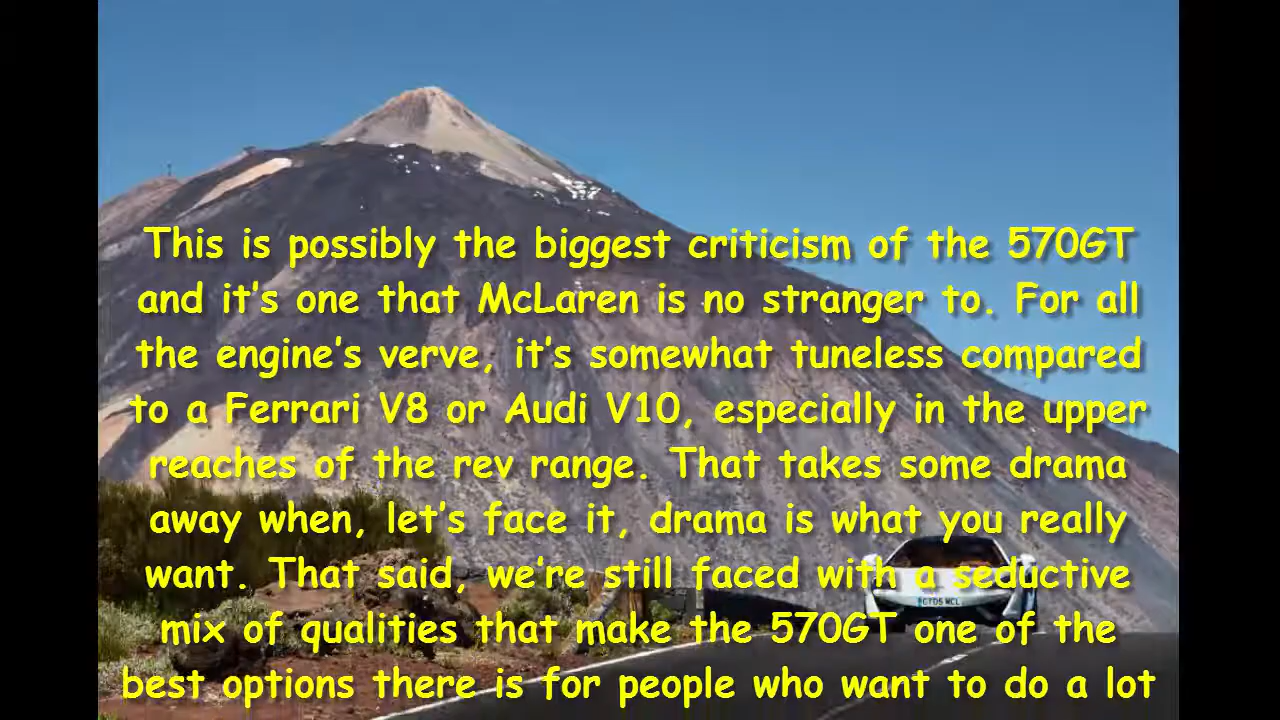 This is possibly the biggest criticism of the 570GT
and it's one that McLaren is no stranger to. For all
the engine's verve, it's somewhat tuneless compared
to a Ferrari V8 or Audi V10, especially in the upper
reaches of the rev range. That takes some drama
away when, let's face it, drama is what you really
want. That said, we're still faced with a seductive
mix of qualities that make the 570GT one of the
best options there is for people who want to do a lot